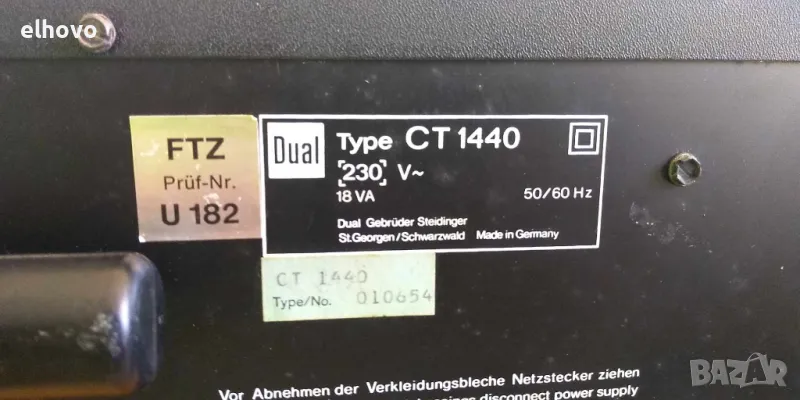 elhovo
FTZ
Prüf-Nr.
U 182
Dual
Type CT 1440
[230] V~
18 VA
50/60 Hz
Dual Gebrüder Steidinger
St.Georgen/Schwarzwald Made in Germany
CT 1440
Type/No. 010654
Vor Abnehmen der Verkleidungsbleche Netzstecker ziehen
disconnect power supply
BAZAR